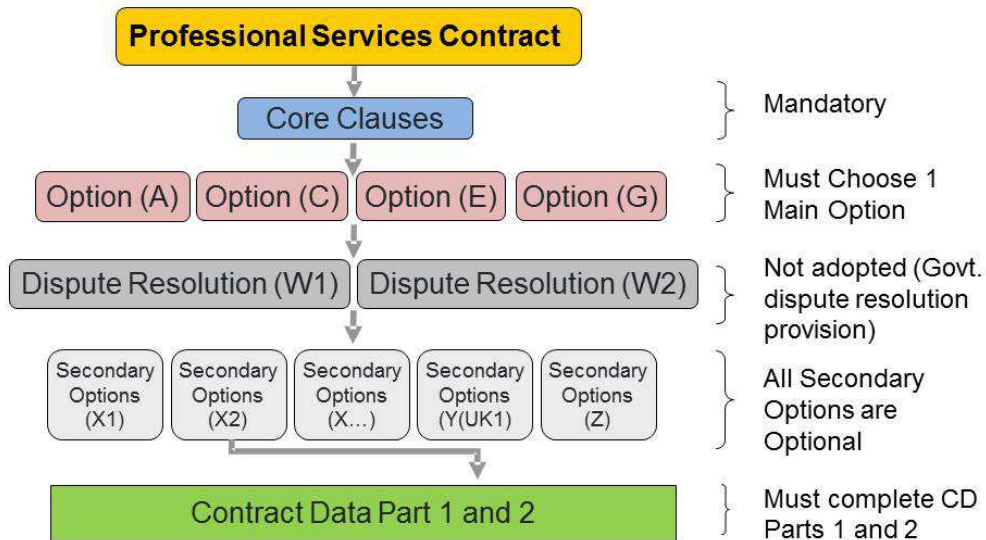 Professional Services Contract
Core Clauses
Mandatory
Option (A)
Option (C)
Option (E)
Option (G)
Must Choose 1
Main Option
Dispute Resolution (W1)
Dispute Resolution (W2)
Not adopted (Govt.
dispute resolution
provision)
Secondary
Options
(X1)
Secondary
Options
(X2)
Secondary
Options
(X...)
Secondary
Options
(Y(UK1)
Secondary
Options
(Z)
All Secondary
Options are
Optional
Contract Data Part 1 and 2
Must complete CD
Parts 1 and 2